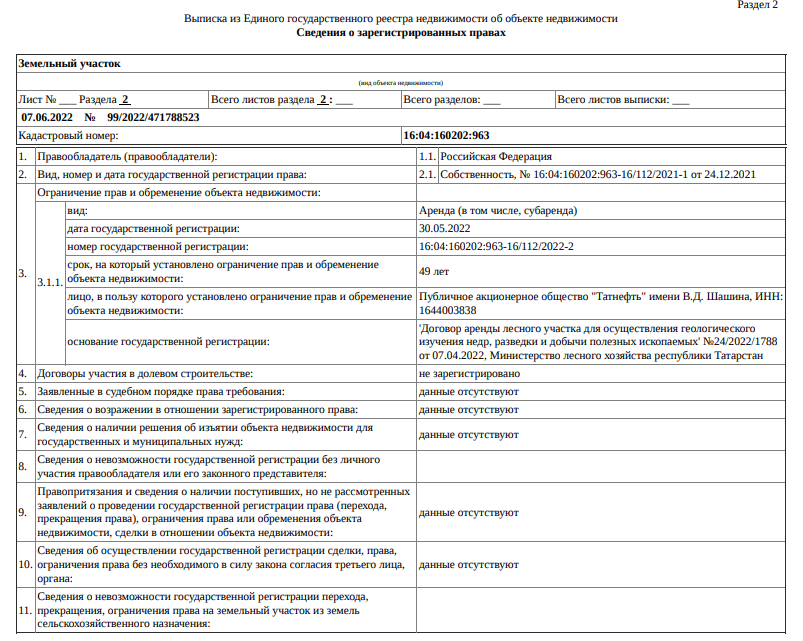 Раздел 2
Выписка из Единого государственного реестра недвижимости об объекте недвижимости
Сведения о зарегистрированных правах
Земельный участок
(вид объекта недвижимости)
Лист № ___ Раздела 2 Всего листов раздела 2 : ___ Всего разделов: ___ Всего листов выписки: ___
07.06.2022 № 99/2022/471788523
Кадастровый номер: 16:04:160202:963
1. Правообладатель (правообладатели): 1.1. Российская Федерация
2. Вид, номер и дата государственной регистрации права: 2.1. Собственность, № 16:04:160202:963-16/112/2021-1 от 24.12.2021
3. Ограничение прав и обременение объекта недвижимости:
3.1.1. вид: Аренда (в том числе, субаренда)
дата государственной регистрации: 30.05.2022
номер государственной регистрации: 16:04:160202:963-16/112/2022-2
срок, на который установлено ограничение прав и обременение
объекта недвижимости:
49 лет
лицо, в пользу которого установлено ограничение прав и обременение
объекта недвижимости:
Публичное акционерное общество "Татнефть" имени В.Д. Шашина, ИНН:
1644003838
основание государственной регистрации:
'Договор аренды лесного участка для осуществления геологического
изучения недр, разведки и добычи полезных ископаемых' №24/2022/1788
от 07.04.2022, Министерство лесного хозяйства республики Татарстан
4. Договоры участия в долевом строительстве: не зарегистрировано
5. Заявленные в судебном порядке права требования: данные отсутствуют
6. Сведения о возражении в отношении зарегистрированного права: данные отсутствуют
7. Сведения о наличии решения об изъятии объекта недвижимости для
государственных и муниципальных нужд:
данные отсутствуют
8. Сведения о невозможности государственной регистрации без личного
участия правообладателя или его законного представителя:
9. Правопритязания и сведения о наличии поступивших, но не рассмотренных
заявлений о проведении государственной регистрации права (перехода,
прекращения права), ограничения права или обременения объекта
недвижимости, сделки в отношении объекта недвижимости:
данные отсутствуют
10. Сведения об осуществлении государственной регистрации сделки, права,
ограничения права без необходимого в силу закона согласия третьего лица,
органа:
данные отсутствуют
11. Сведения о невозможности государственной регистрации перехода,
прекращения, ограничения права на земельный участок из земель
сельскохозяйственного назначения: